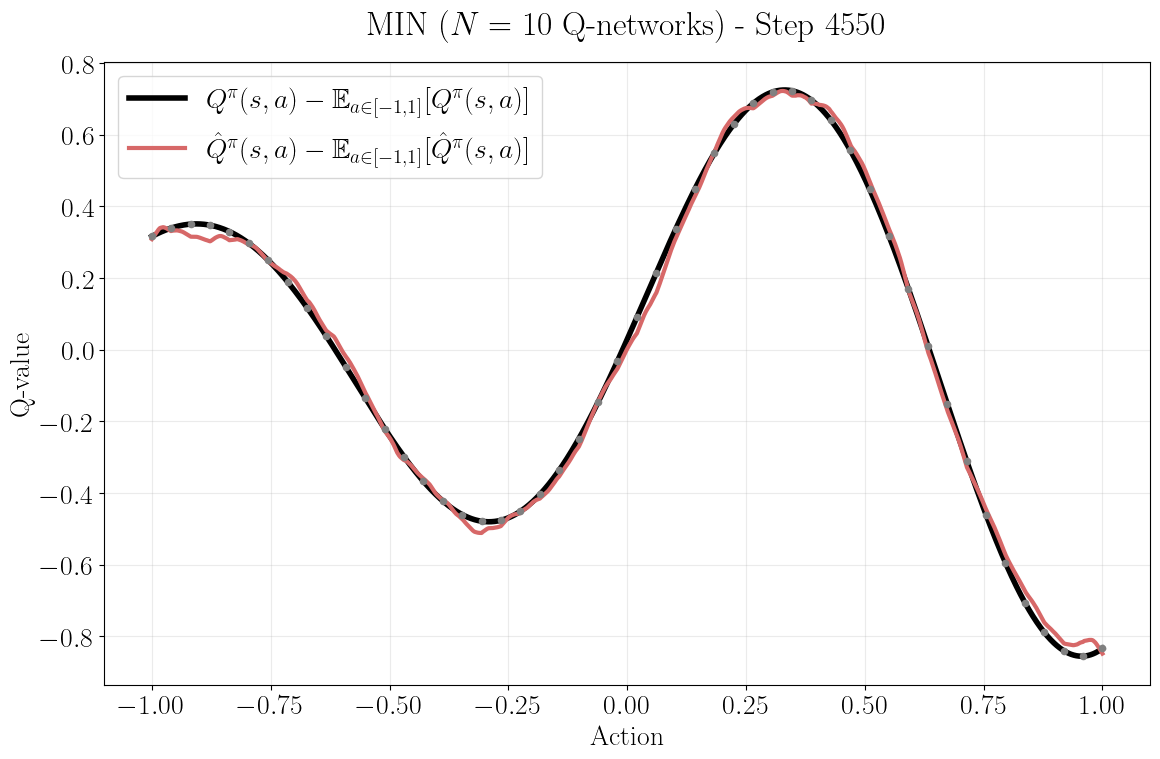 MIN (N = 10 Q-networks) - Step 4550
Q^π(s, a) − 𝔼_{a∈[−1,1]}[Q^π(s, a)]
Q̂^π(s, a) − 𝔼_{a∈[−1,1]}[Q̂^π(s, a)]
Q-value
0.8
0.6
0.4
0.2
0.0
−0.2
−0.4
−0.6
−0.8
−1.00 −0.75 −0.50 −0.25 0.00 0.25 0.50 0.75 1.00
Action